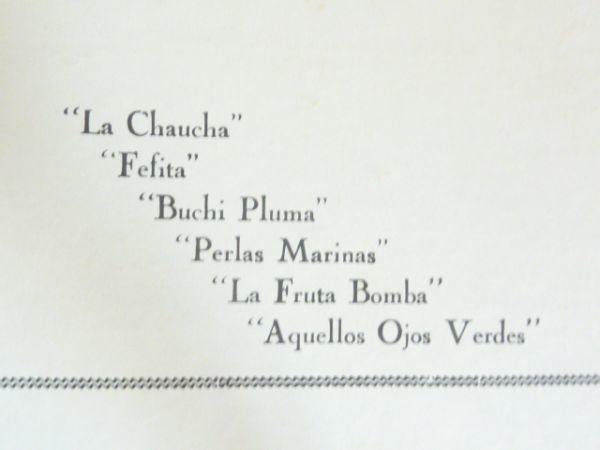 “La Chaucha”
“Fefita”
“Buchi Pluma”
“Perlas Marinas”
“La Fruta Bomba”
“Aquellos Ojos Verdes”